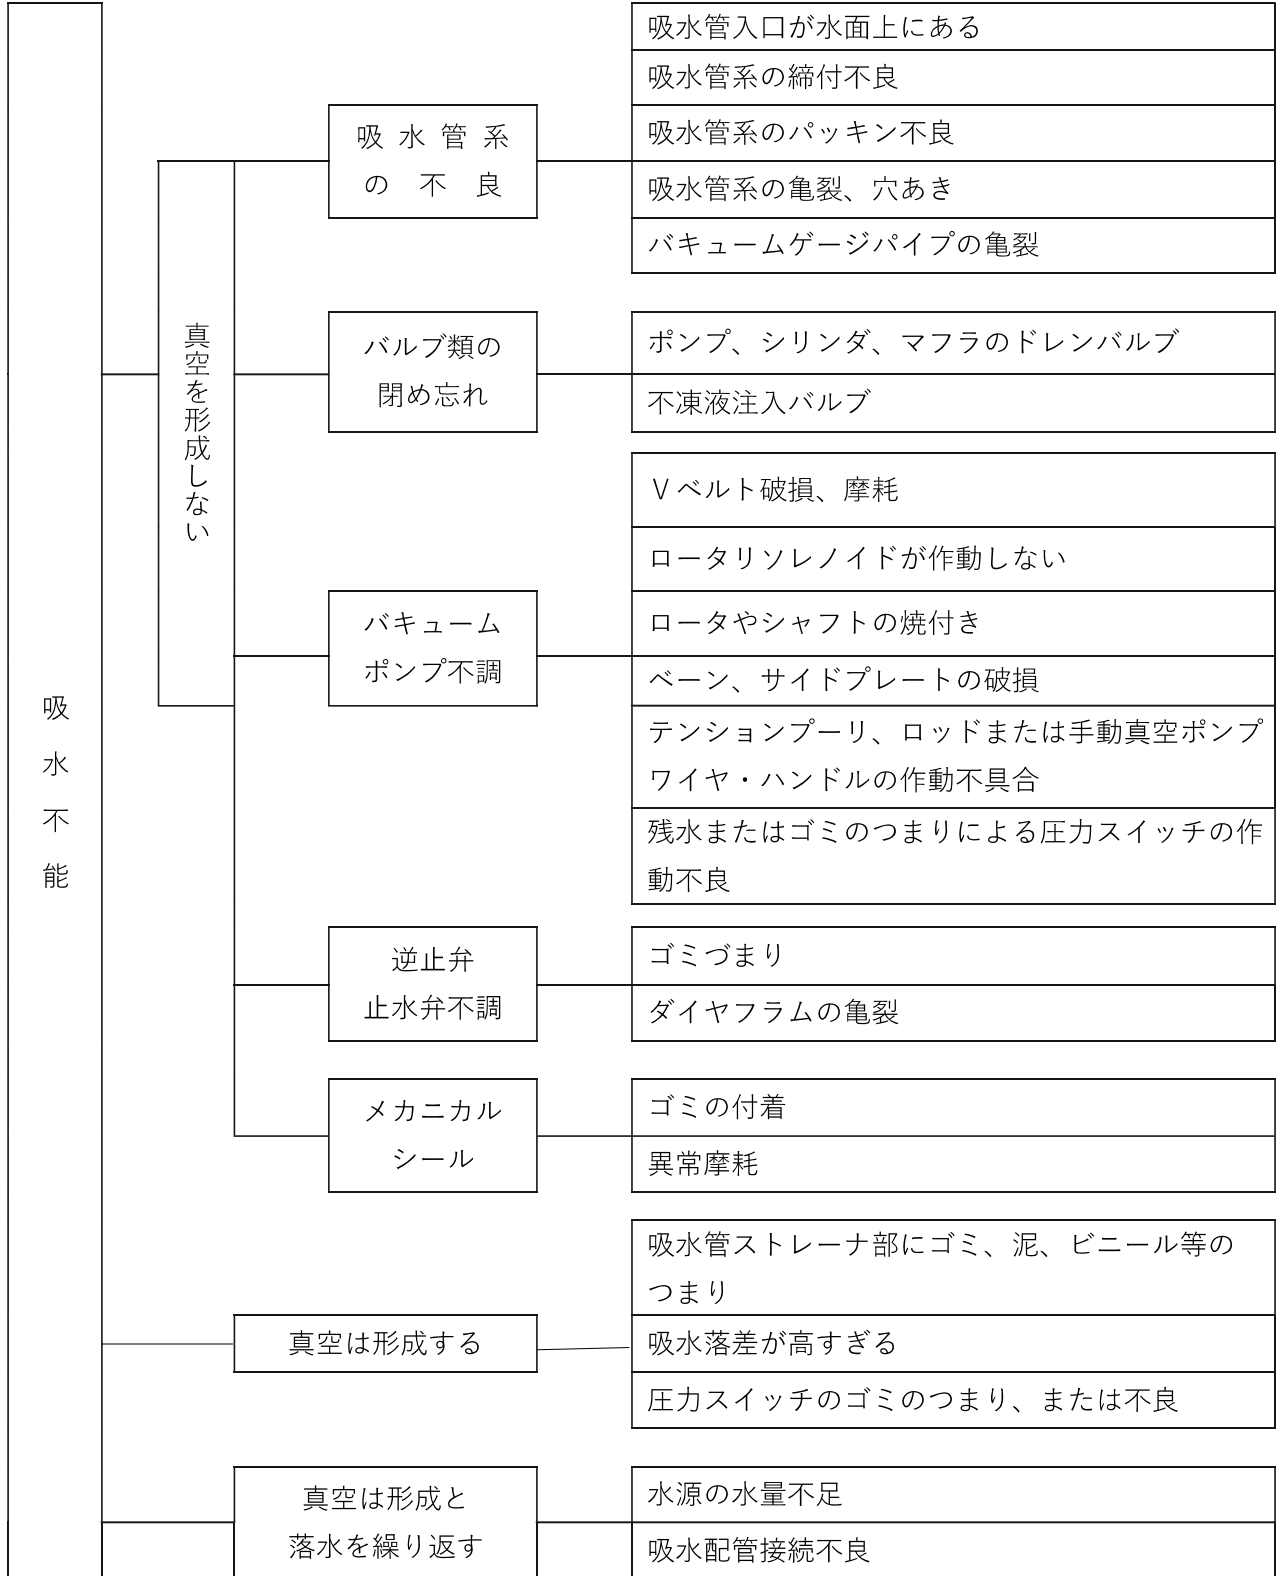 吸水不能
真空を形成しない
吸水管系
の不良
吸水管入口が水面上にある
吸水管系の締付不良
吸水管系のパッキン不良
吸水管系の亀裂、穴あき
バキュームゲージパイプの亀裂
バルブ類の
閉め忘れ
ポンプ、シリンダ、マフラのドレンバルブ
不凍液注入バルブ
バキューム
ポンプ不調
Ｖベルト破損、摩耗
ロータリソレノイドが作動しない
ロータやシャフトの焼付き
ベーン、サイドプレートの破損
テンションプーリ、ロッドまたは手動真空ポンプ
ワイヤ・ハンドルの作動不具合
残水またはゴミのつまりによる圧力スイッチの作
動不良
逆止弁
止水弁不調
ゴミづまり
ダイヤフラムの亀裂
メカニカル
シール
ゴミの付着
異常摩耗
真空は形成する
吸水管ストレーナ部にゴミ、泥、ビニール等の
つまり
吸水落差が高すぎる
圧力スイッチのゴミのつまり、または不良
真空は形成と
落水を繰り返す
水源の水量不足
吸水配管接続不良